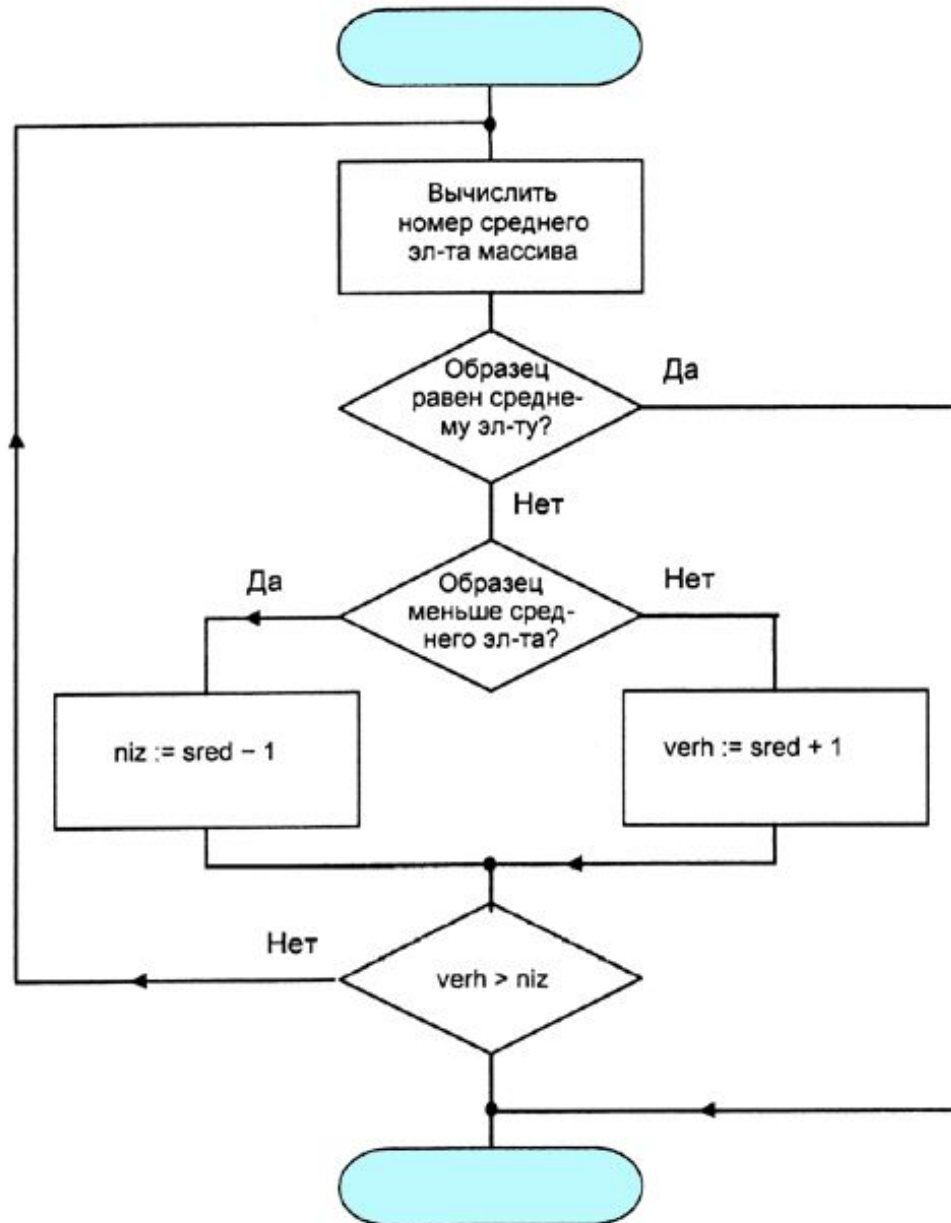 Вычислить
номер среднего
эл-та массива
Образец
равен средне-
му эл-ту?
Да
Нет
Образец
меньше сред-
него эл-та?
Да
Нет
niz := sred – 1
verh := sred + 1
Нет
verh > niz